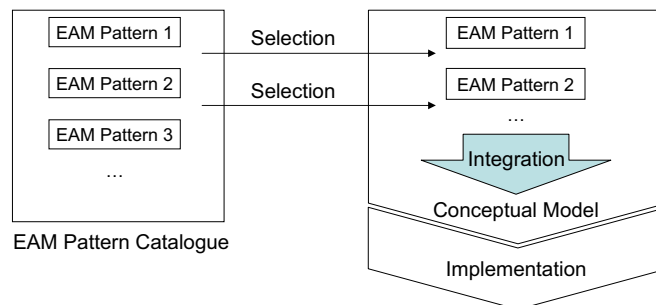 EAM Pattern 1
EAM Pattern 2
EAM Pattern 3
...
EAM Pattern Catalogue
Selection
Selection
EAM Pattern 1
EAM Pattern 2
...
Integration
Conceptual Model
Implementation